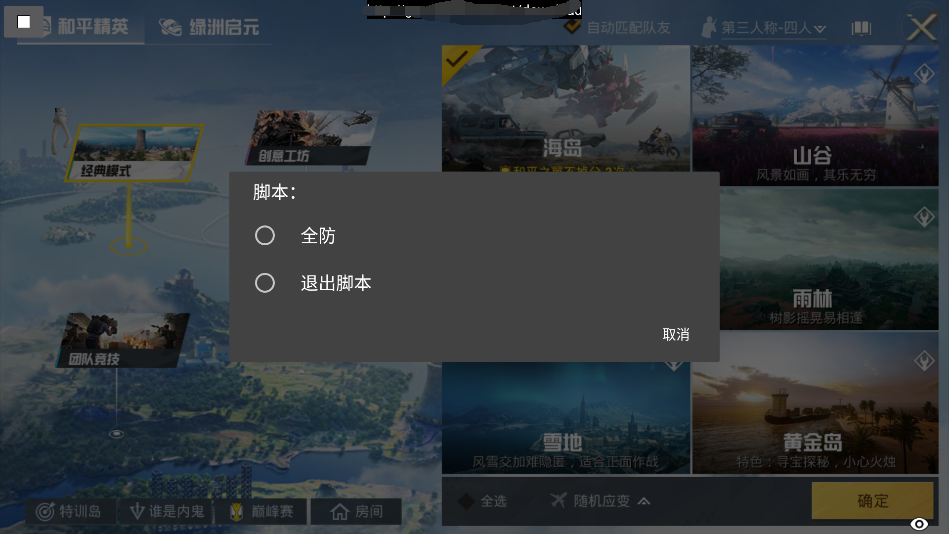 和平精英
绿洲启元
自动匹配队友
第三人称-四人
经典模式
创意工坊
海岛
山谷
风景如画，其乐无穷
脚本：
全防
退出脚本
取消
雨林
树影摇晃易相逢
团队竞技
雪地
风雪交加难隐匿，适合正面作战
黄金岛
特色：寻宝探秘，小心火烛
特训岛
谁是内鬼
巅峰赛
房间
全选
随机应变
确定